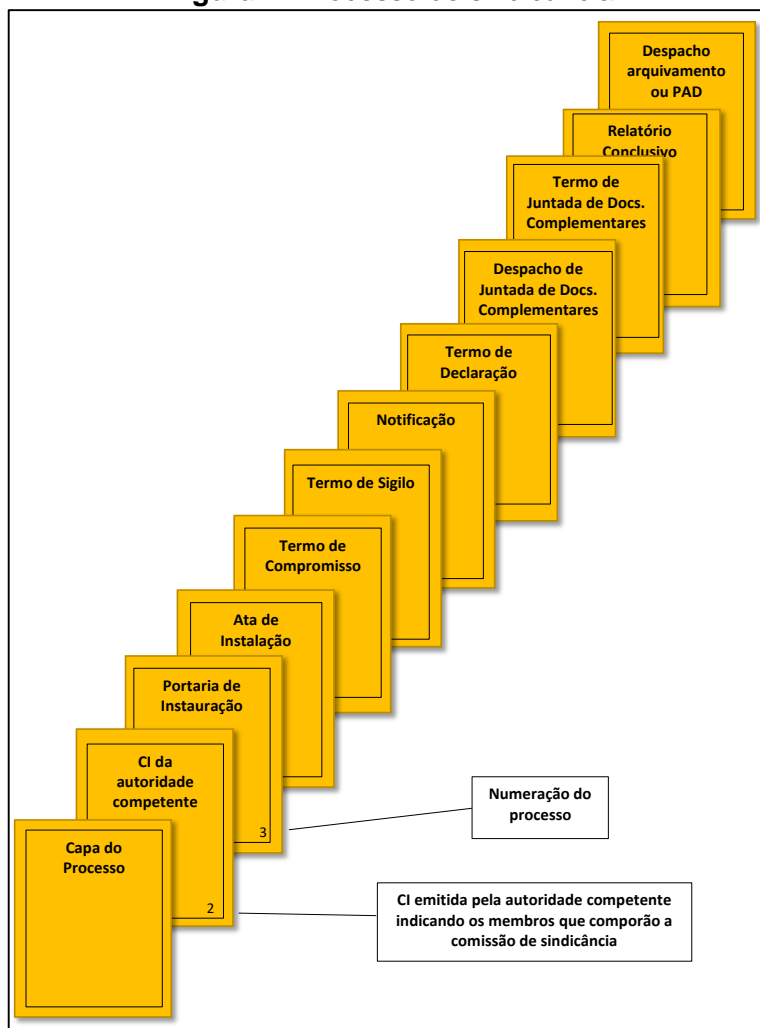 Despacho
arquivamento
ou PAD
Relatório
Conclusivo
Termo de
Juntada de Docs.
Complementares
Despacho de
Juntada de Docs.
Complementares
Termo de
Declaração
Notificação
Termo de Sigilo
Termo de
Compromisso
Ata de
Instalação
Portaria de
Instauração
3
CI da
autoridade
competente
2
Capa do
Processo
Numeração do
processo
CI emitida pela autoridade competente
indicando os membros que comporão a
comissão de sindicância